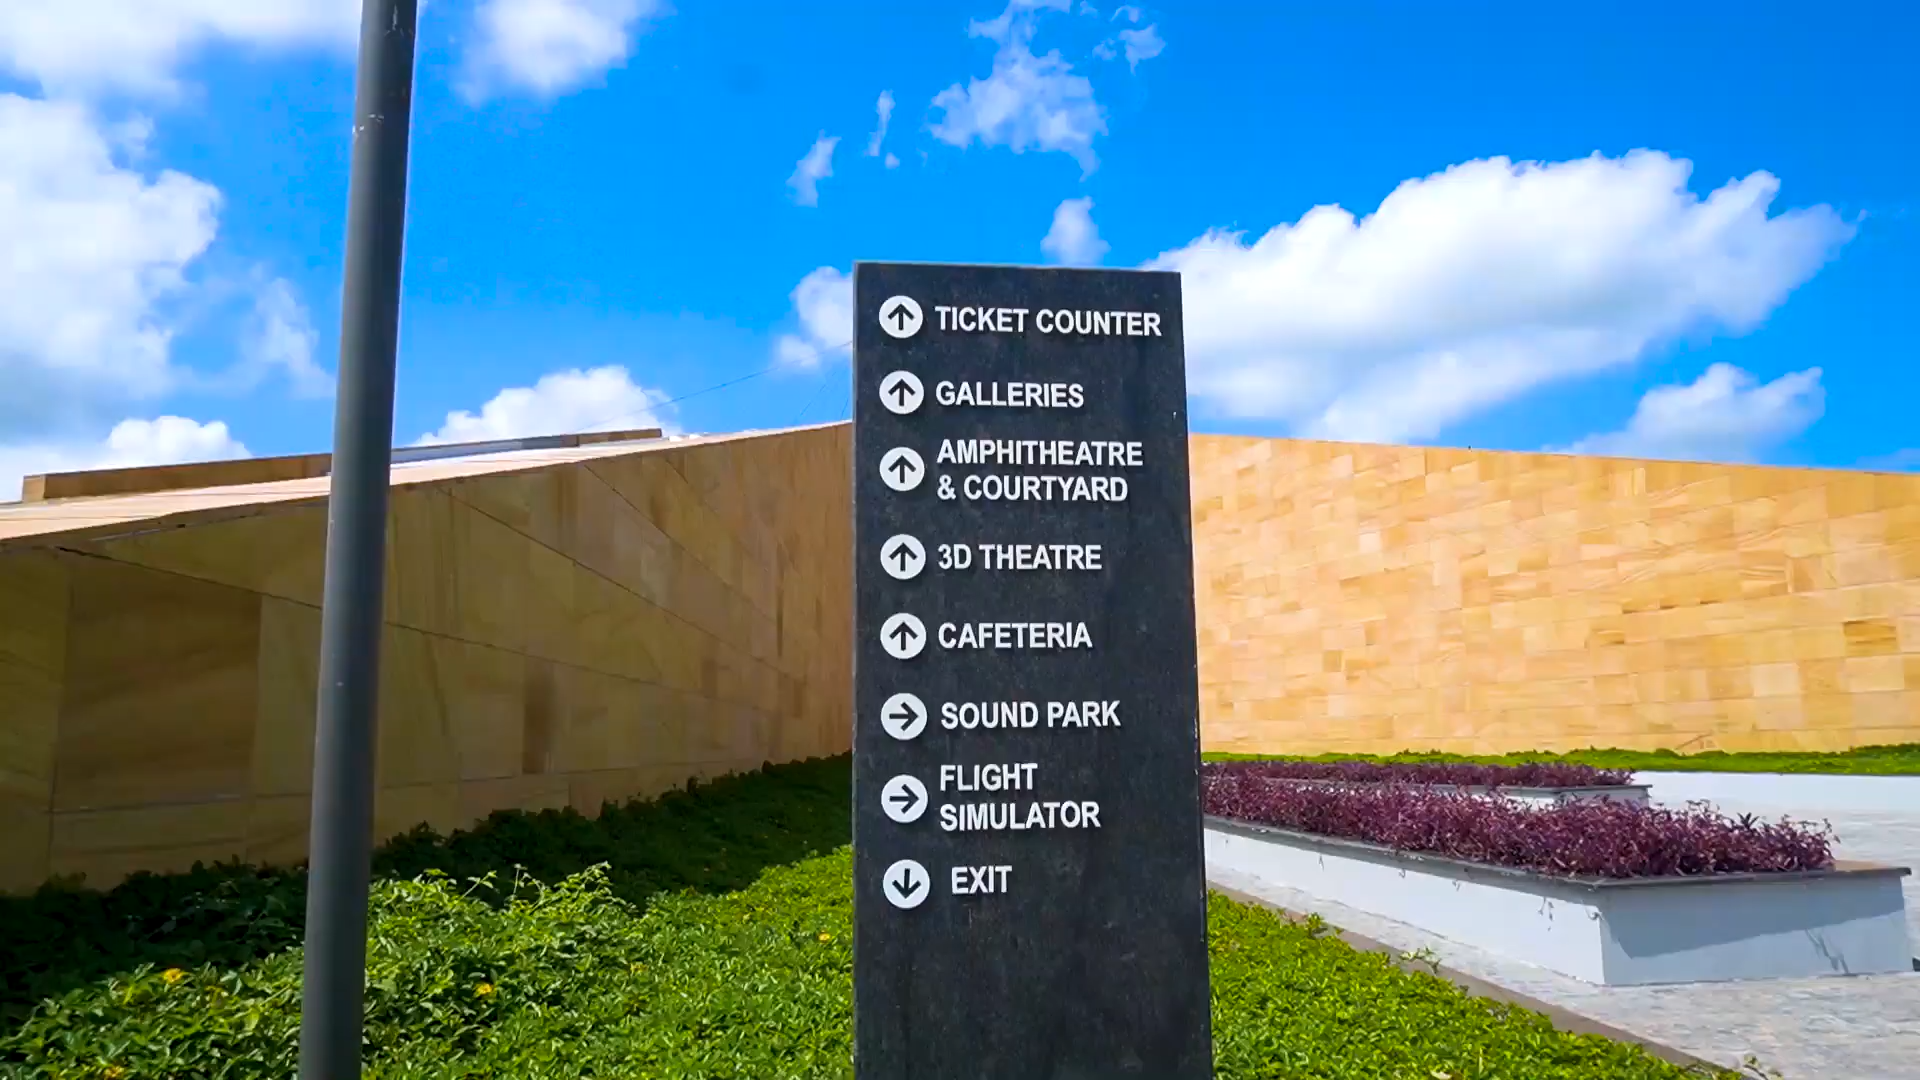 TICKET COUNTER
GALLERIES
AMPHITHEATRE
& COURTYARD
3D THEATRE
CAFETERIA
SOUND PARK
FLIGHT
SIMULATOR
EXIT